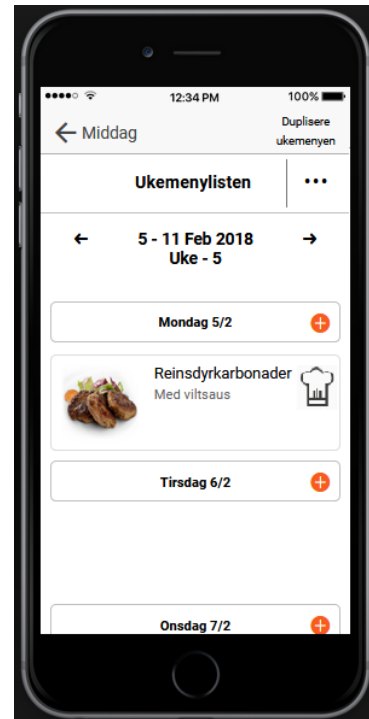 12:34 PM
100%
Middag
Duplisere
ukemenyen
Ukemenylisten
5 - 11 Feb 2018
Uke - 5
Mondag 5/2
Reinsdyrkarbonader
Med viltsaus
Tirsdag 6/2
Onsdag 7/2